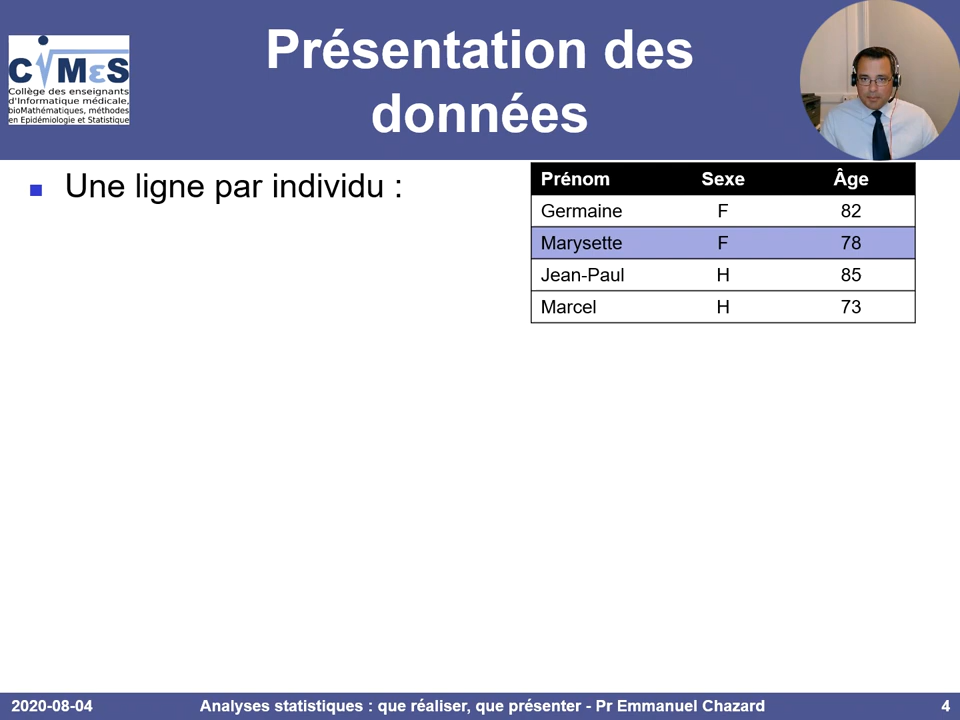 Présentation des
données
CIMεS
Collège des enseignants
d'Informatique médicale,
bioMathématiques, méthodes
en Epidémiologie et Statistique
Une ligne par individu :
Prénom Sexe Âge
Germaine F 82
Marysette F 78
Jean-Paul H 85
Marcel H 73
2020-08-04 Analyses statistiques : que réaliser, que présenter - Pr Emmanuel Chazard 4